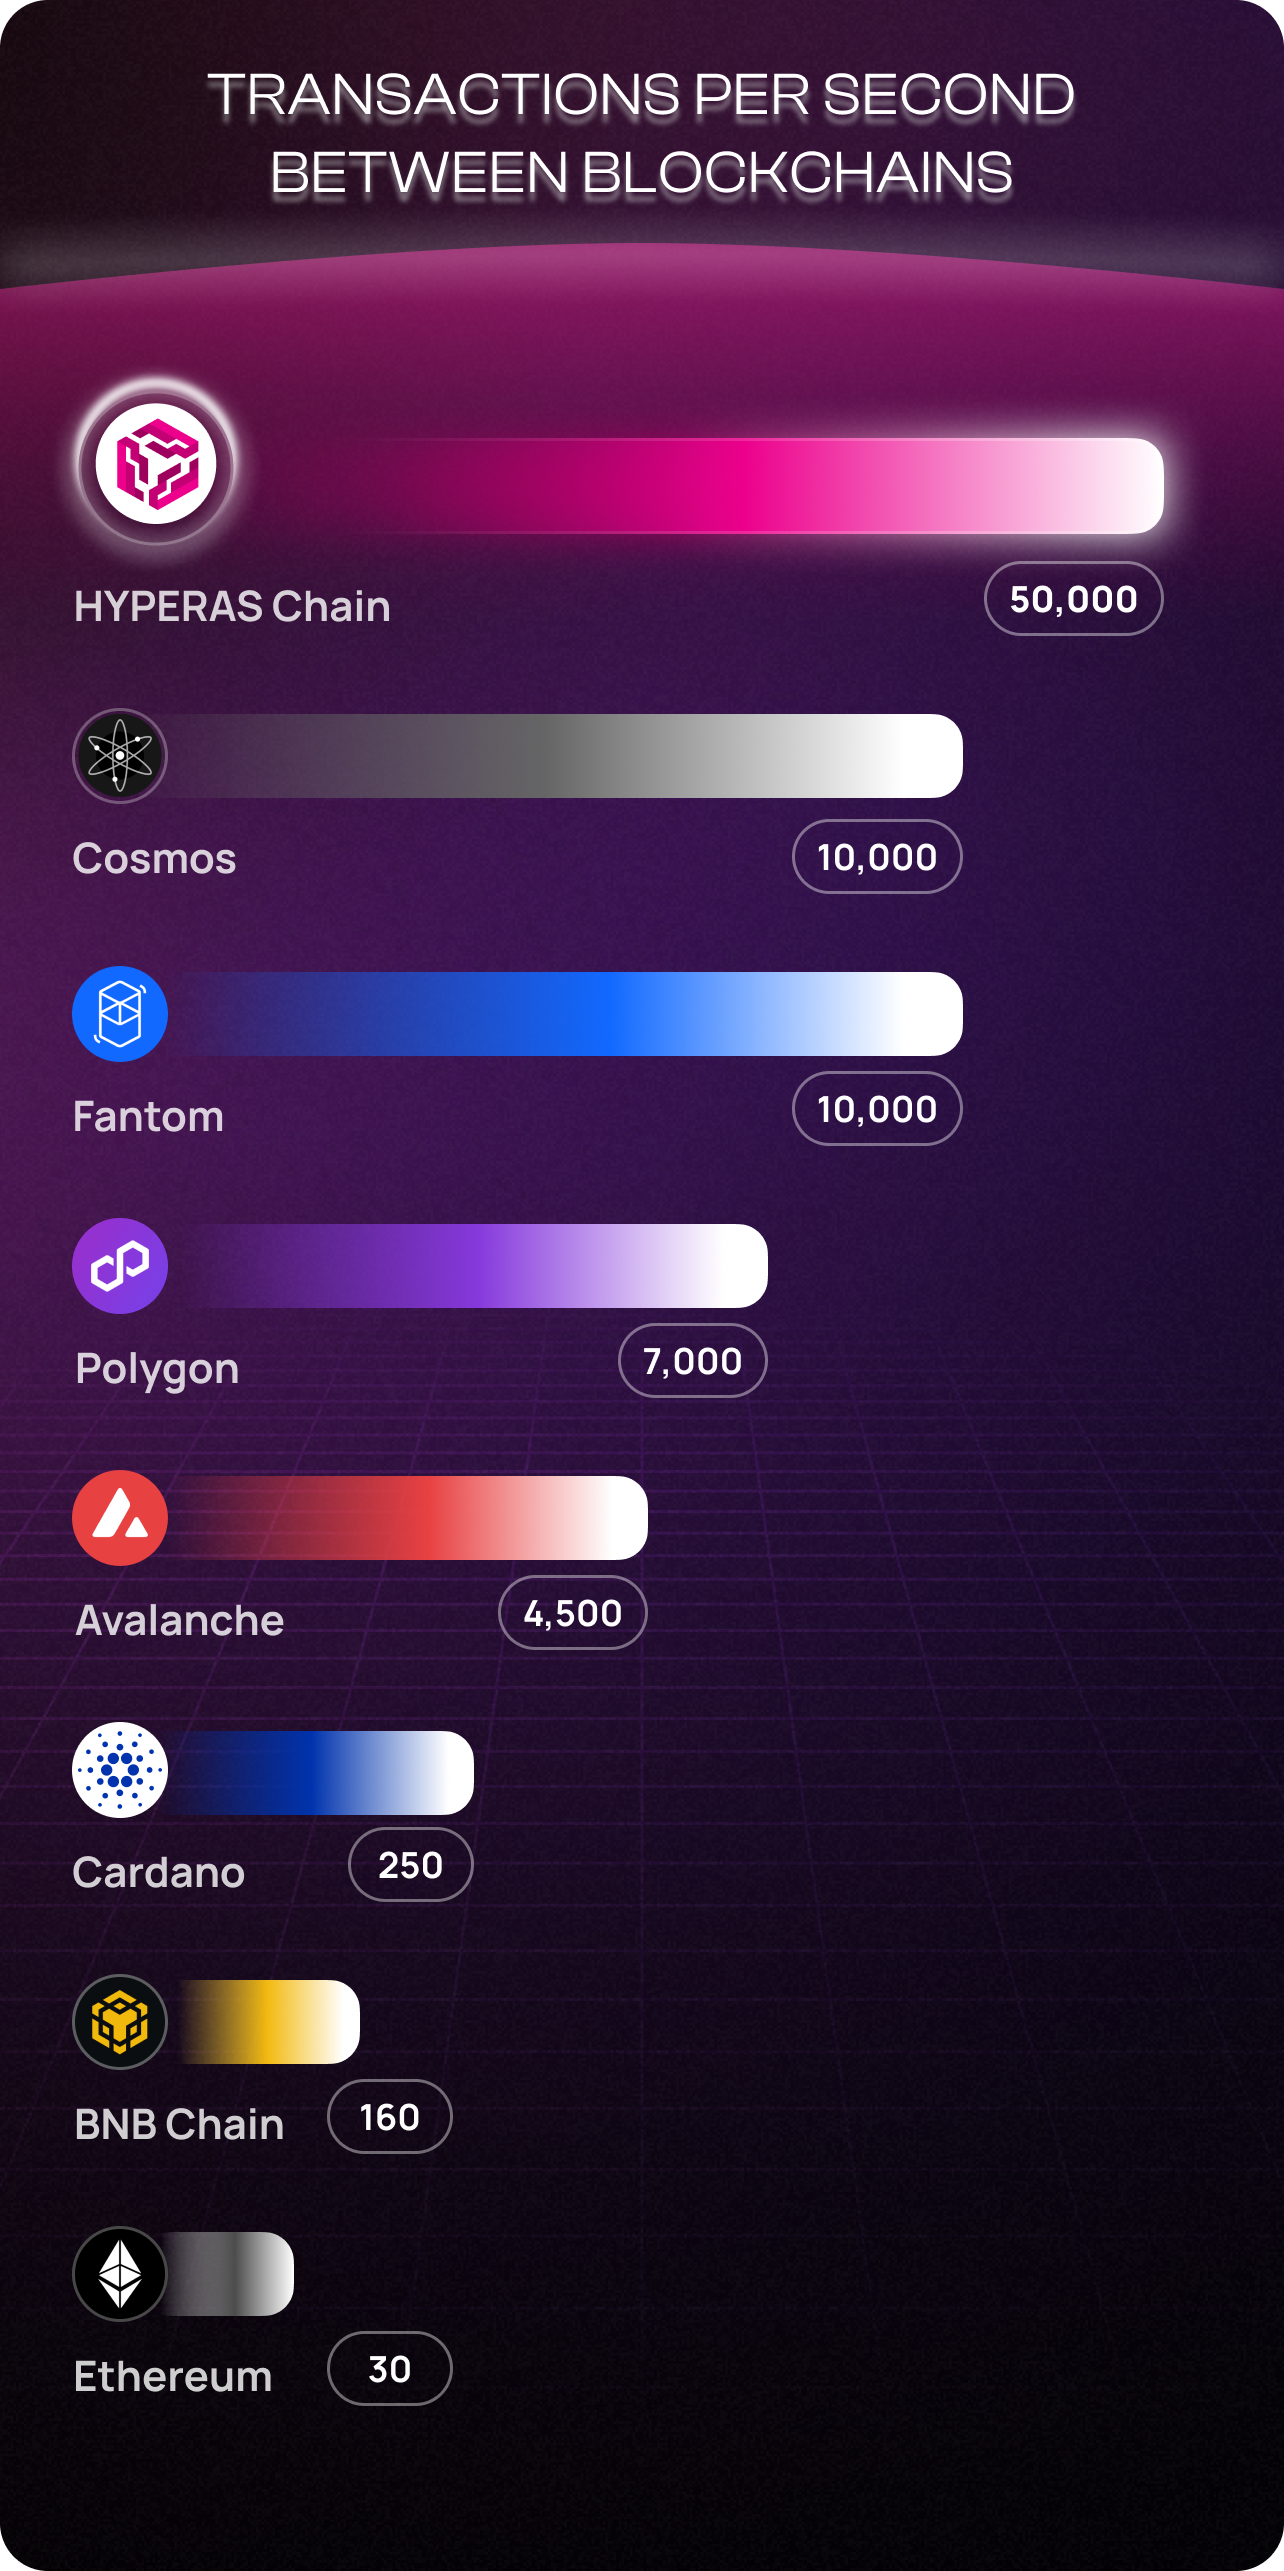 TRANSACTIONS PER SECOND
BETWEEN BLOCKCHAINS
HYPERAS Chain
50,000
Cosmos
10,000
Fantom
10,000
Polygon
7,000
Avalanche
4,500
Cardano
250
BNB Chain
160
Ethereum
30